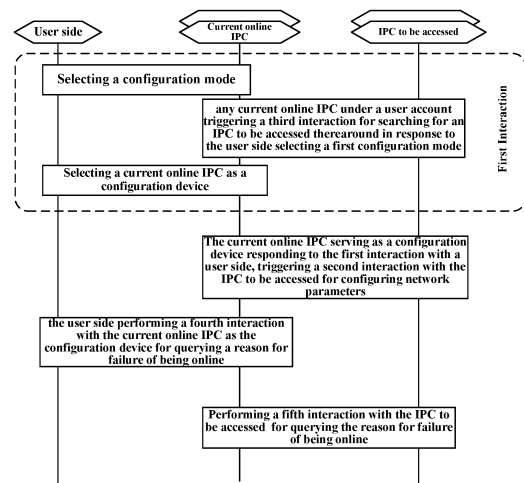 User side
Current online
IPC
IPC to be accessed
Selecting a configuration mode
any current online IPC under a user account
triggering a third interaction for searching for an
IPC to be accessed therearound in response to
the user side selecting a first configuration mode
Selecting a current online IPC as a
configuration device
First Interaction
The current online IPC serving as a configuration
device responding to the first interaction with a
user side, triggering a second interaction with the
IPC to be accessed for configuring network
parameters
the user side performing a fourth interaction
with the current online IPC as the
configuration device for querying a reason for
failure of being online
Performing a fifth interaction with the IPC to
be accessed for querying the reason for failure
of being online